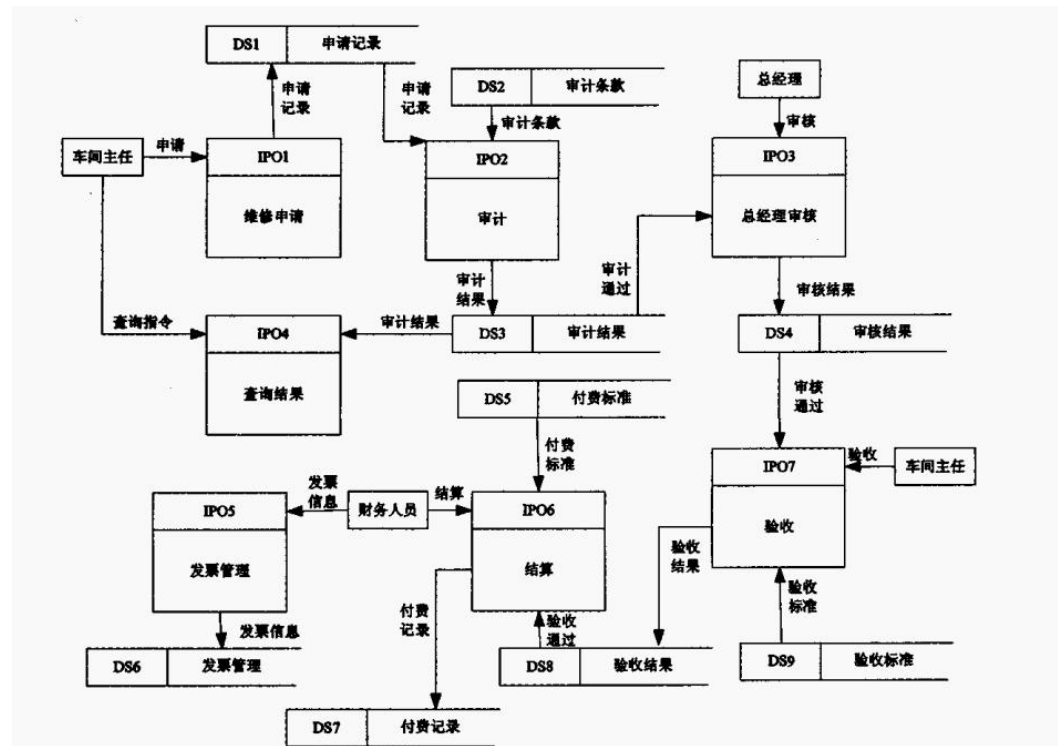 DS1 申请记录
申请
记录
申请
记录
DS2 审计条款
审计条款
总经理
审核
车间主任
申请
IPO1
维修申请
IPO2
审计
IPO3
总经理审核
审计
结果
审计
通过
审核结果
查询指令
IPO4
查询结果
审计结果
DS3 审计结果
DS4 审核结果
DS5 付费标准
付费
标准
审核
通过
IPO7
验收
验收
车间主任
发票
信息
财务人员
结算
IPO5
发票管理
IPO6
结算
验收
结果
验收
标准
发票信息
付费
记录
验收
通过
DS6 发票管理
DS8 验收结果
DS9 验收标准
DS7 付费记录